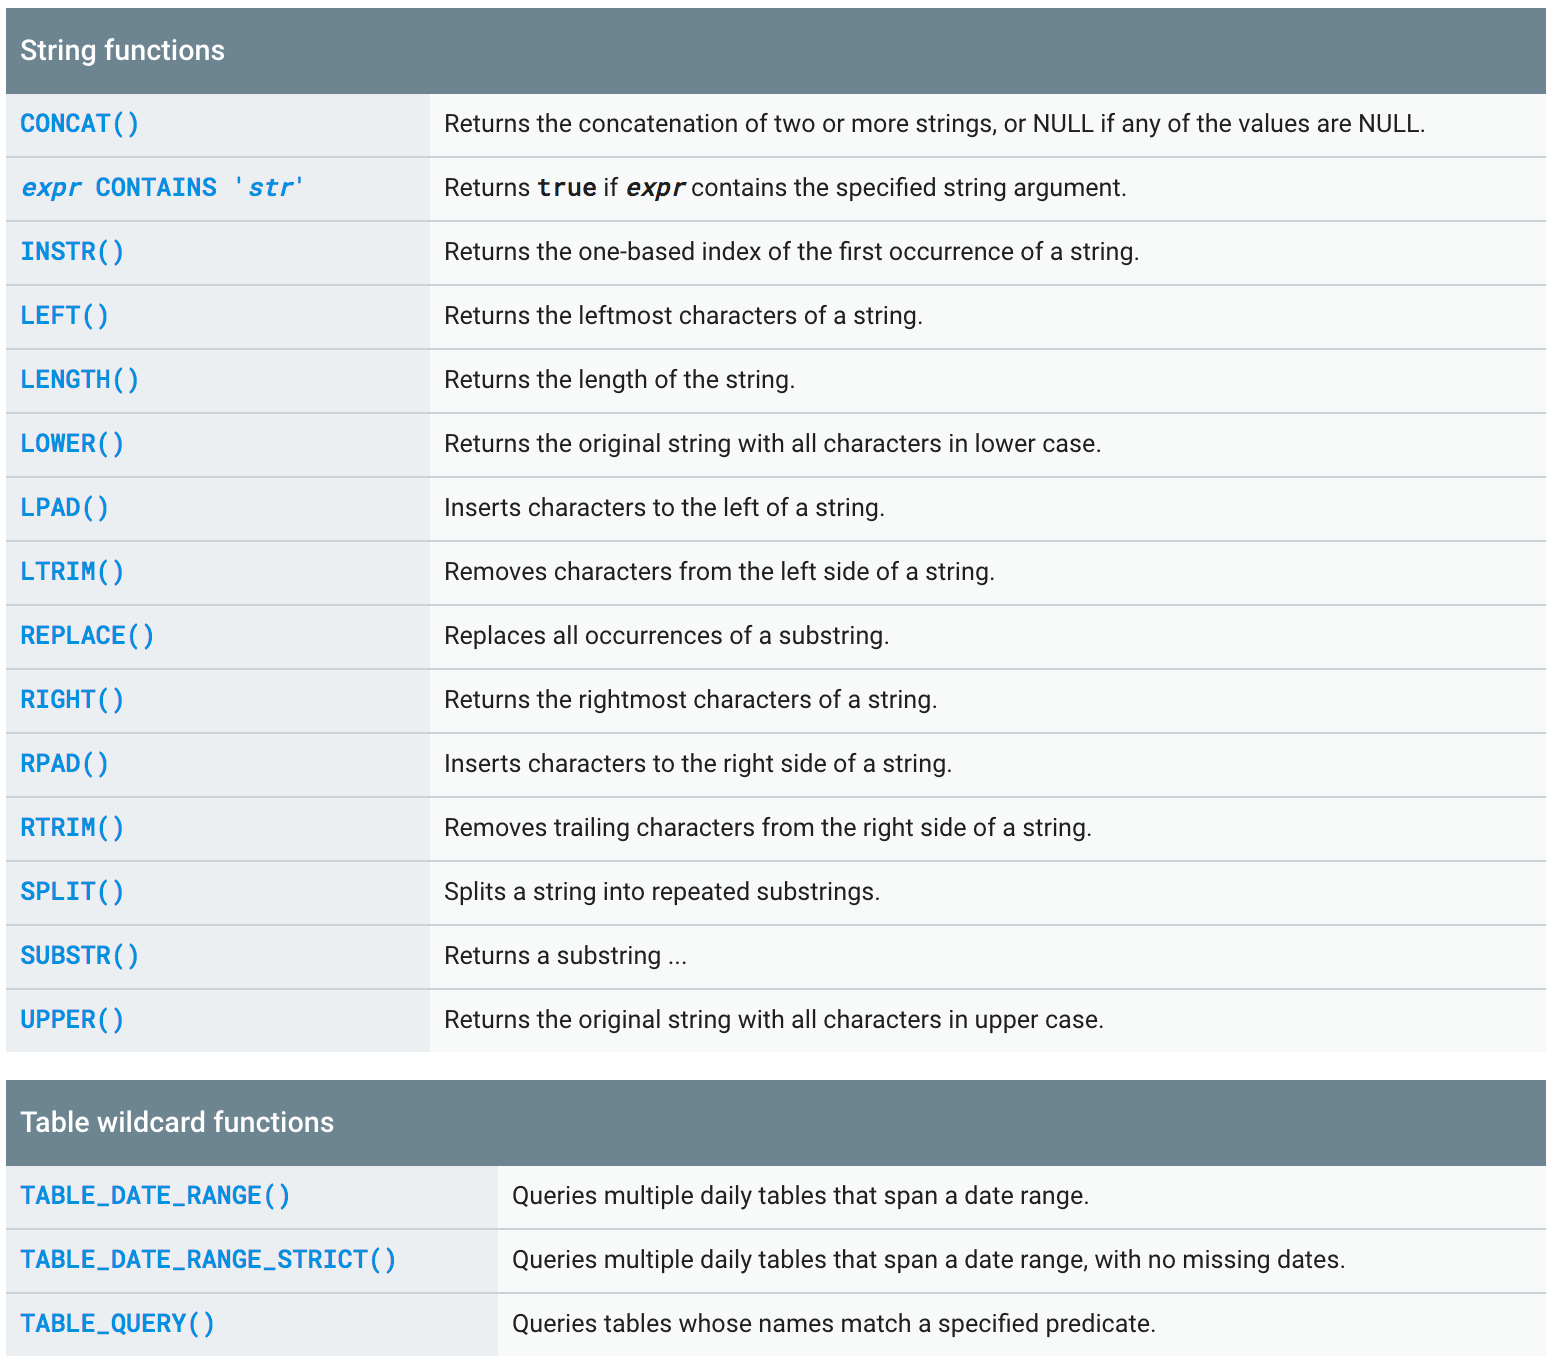 String functions
CONCAT() Returns the concatenation of two or more strings, or NULL if any of the values are NULL.
expr CONTAINS 'str' Returns true if expr contains the specified string argument.
INSTR() Returns the one-based index of the first occurrence of a string.
LEFT() Returns the leftmost characters of a string.
LENGTH() Returns the length of the string.
LOWER() Returns the original string with all characters in lower case.
LPAD() Inserts characters to the left of a string.
LTRIM() Removes characters from the left side of a string.
REPLACE() Replaces all occurrences of a substring.
RIGHT() Returns the rightmost characters of a string.
RPAD() Inserts characters to the right side of a string.
RTRIM() Removes trailing characters from the right side of a string.
SPLIT() Splits a string into repeated substrings.
SUBSTR() Returns a substring ...
UPPER() Returns the original string with all characters in upper case.
Table wildcard functions
TABLE_DATE_RANGE() Queries multiple daily tables that span a date range.
TABLE_DATE_RANGE_STRICT() Queries multiple daily tables that span a date range, with no missing dates.
TABLE_QUERY() Queries tables whose names match a specified predicate.